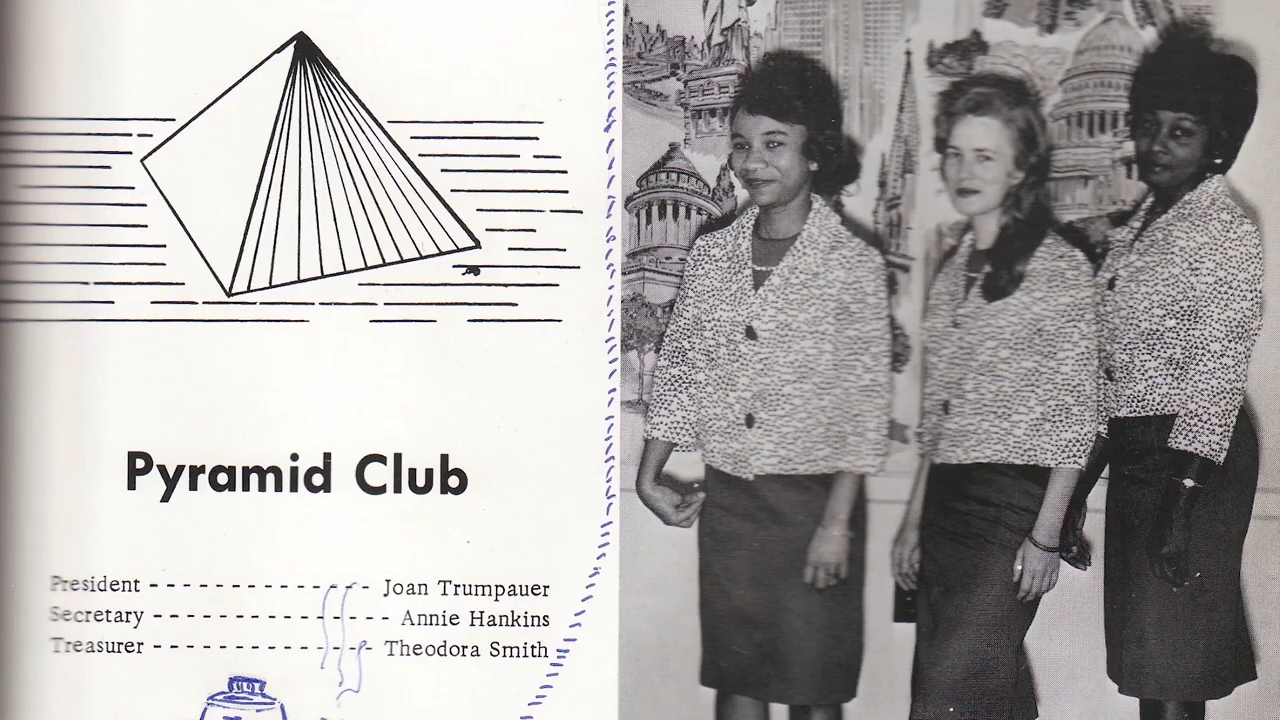 Pyramid Club
President - - - - - - - - - - - - - - - - - Joan Trumpauer
Secretary - - - - - - - - - - - - - - - - - - Annie Hankins
Treasurer - - - - - - - - - - - - - - - - - Theodora Smith